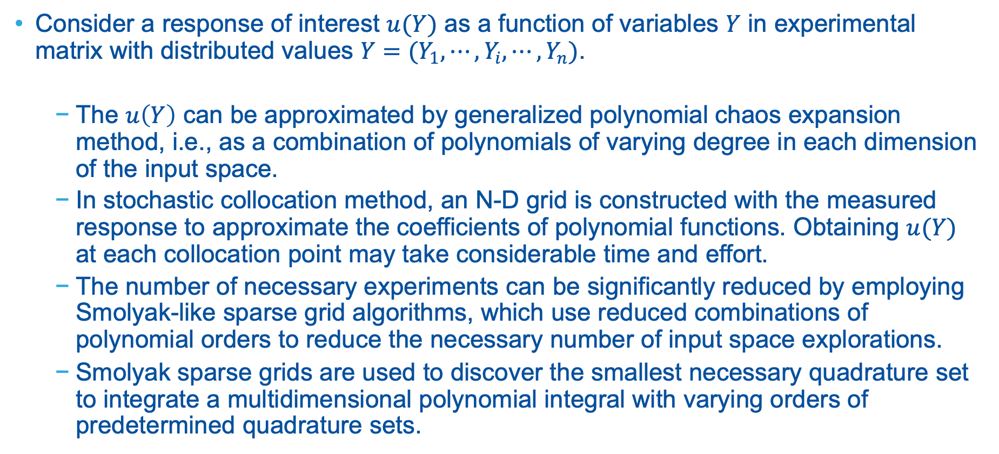 • Consider a response of interest u(Y) as a function of variables Y in experimental
matrix with distributed values Y = (Y₁, ⋯ , Yᵢ, ⋯ , Yₙ).
– The u(Y) can be approximated by generalized polynomial chaos expansion
method, i.e., as a combination of polynomials of varying degree in each dimension
of the input space.
– In stochastic collocation method, an N-D grid is constructed with the measured
response to approximate the coefficients of polynomial functions. Obtaining u(Y)
at each collocation point may take considerable time and effort.
– The number of necessary experiments can be significantly reduced by employing
Smolyak-like sparse grid algorithms, which use reduced combinations of
polynomial orders to reduce the necessary number of input space explorations.
– Smolyak sparse grids are used to discover the smallest necessary quadrature set
to integrate a multidimensional polynomial integral with varying orders of
predetermined quadrature sets.